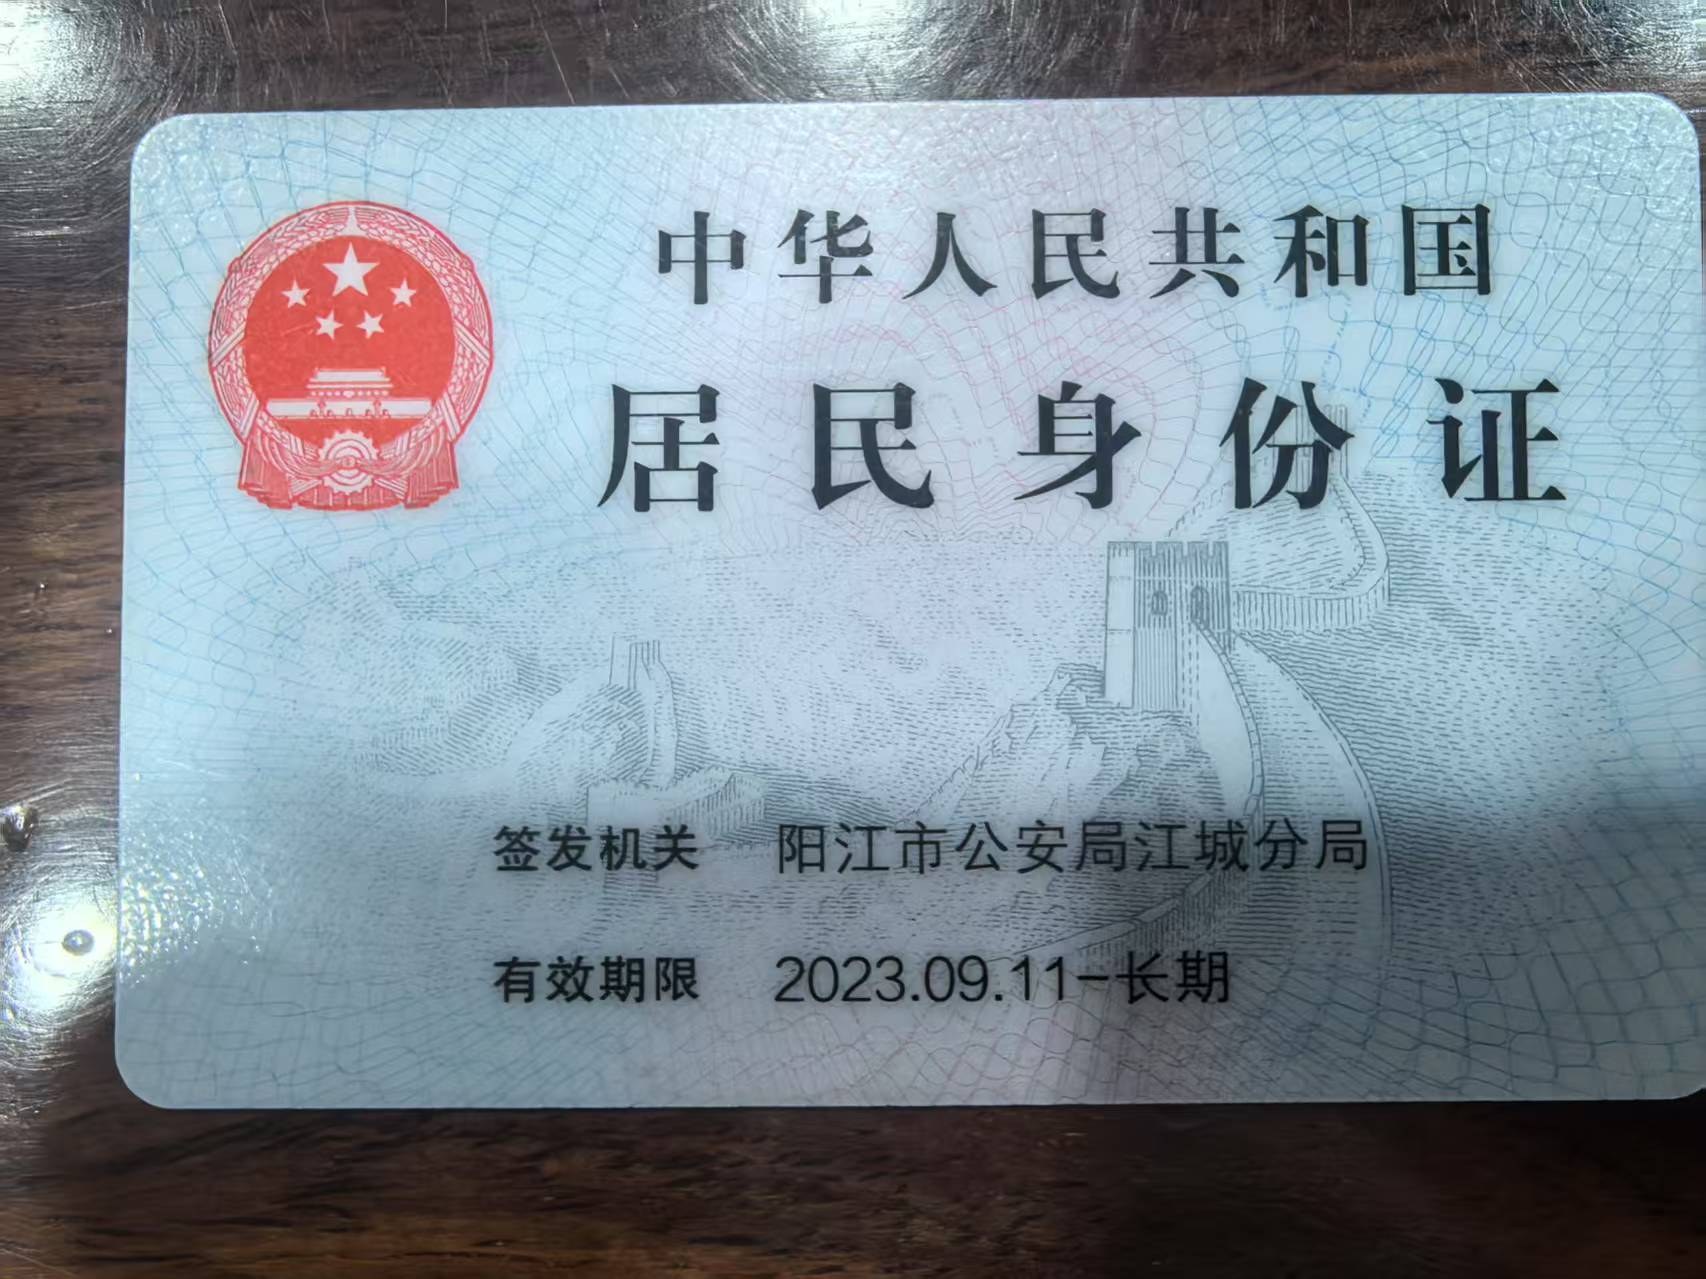 中华人民共和国
居民身份证
签发机关 阳江市公安局江城分局
有效期限 2023.09.11-长期